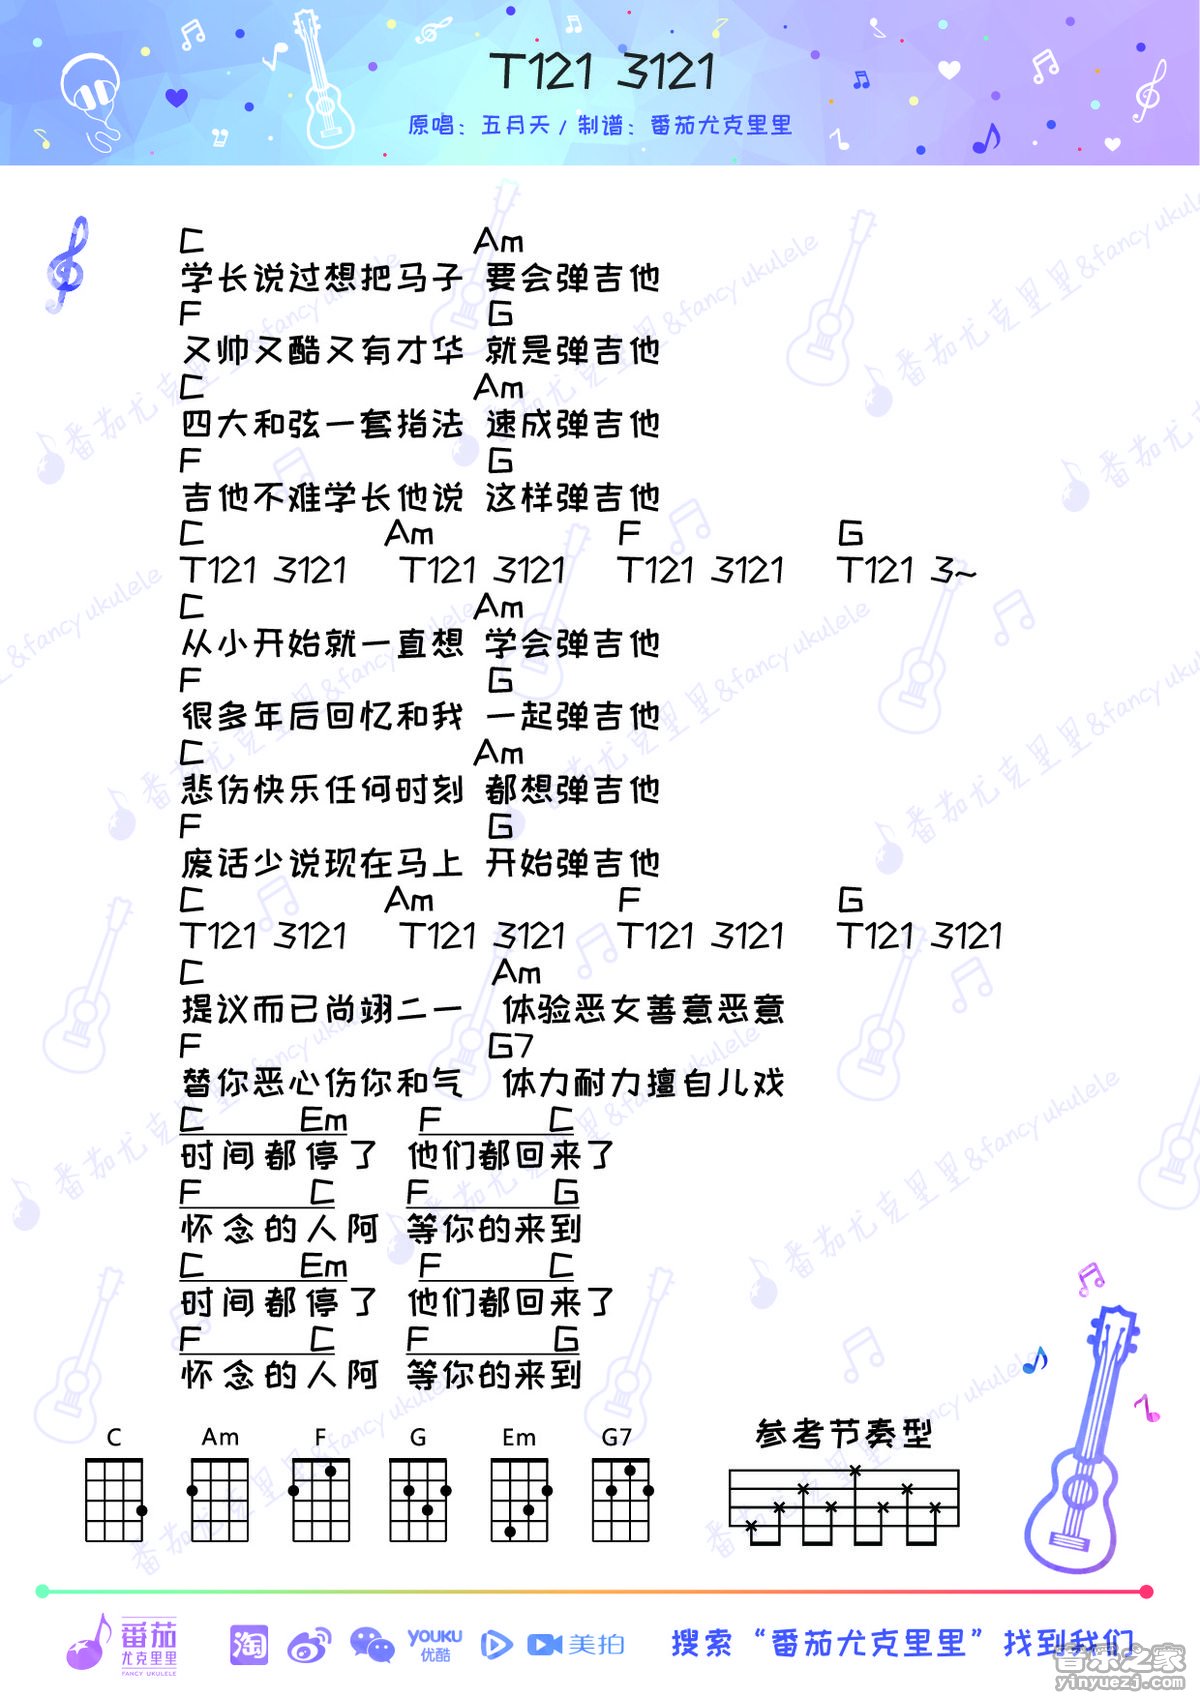 T121 3121
原唱：五月天 / 制谱：番茄尤克里里
C Am
学长说过想把马子 要会弹吉他
F G
又帅又酷又有才华 就是弹吉他
C Am
四大和弦一套指法 速成弹吉他
F G
吉他不难学长他说 这样弹吉他
C Am F G
T121 3121 T121 3121 T121 3121 T121 3~
C Am
从小开始就一直想 学会弹吉他
F G
很多年后回忆和我 一起弹吉他
C Am
悲伤快乐任何时刻 都想弹吉他
F G
废话少说现在马上 开始弹吉他
C Am F G
T121 3121 T121 3121 T121 3121 T121 3121
C Am
提议而已尚翊二一 体验恶女善意恶意
F G7
替你恶心伤你和气 体力耐力擅自儿戏
C Em F C
时间都停了 他们都回来了
F C F G
怀念的人阿 等你的来到
C Em F C
时间都停了 他们都回来了
F C F G
怀念的人阿 等你的来到
C Am F G Em G7 参考节奏型
番茄
尤克里里
FANCY UKULELE
淘 YOUKU 优酷 美拍 搜索“番茄尤克里里”找到我们
音乐之家
yinyuezj.com
番茄尤克里里&fancy ukulele